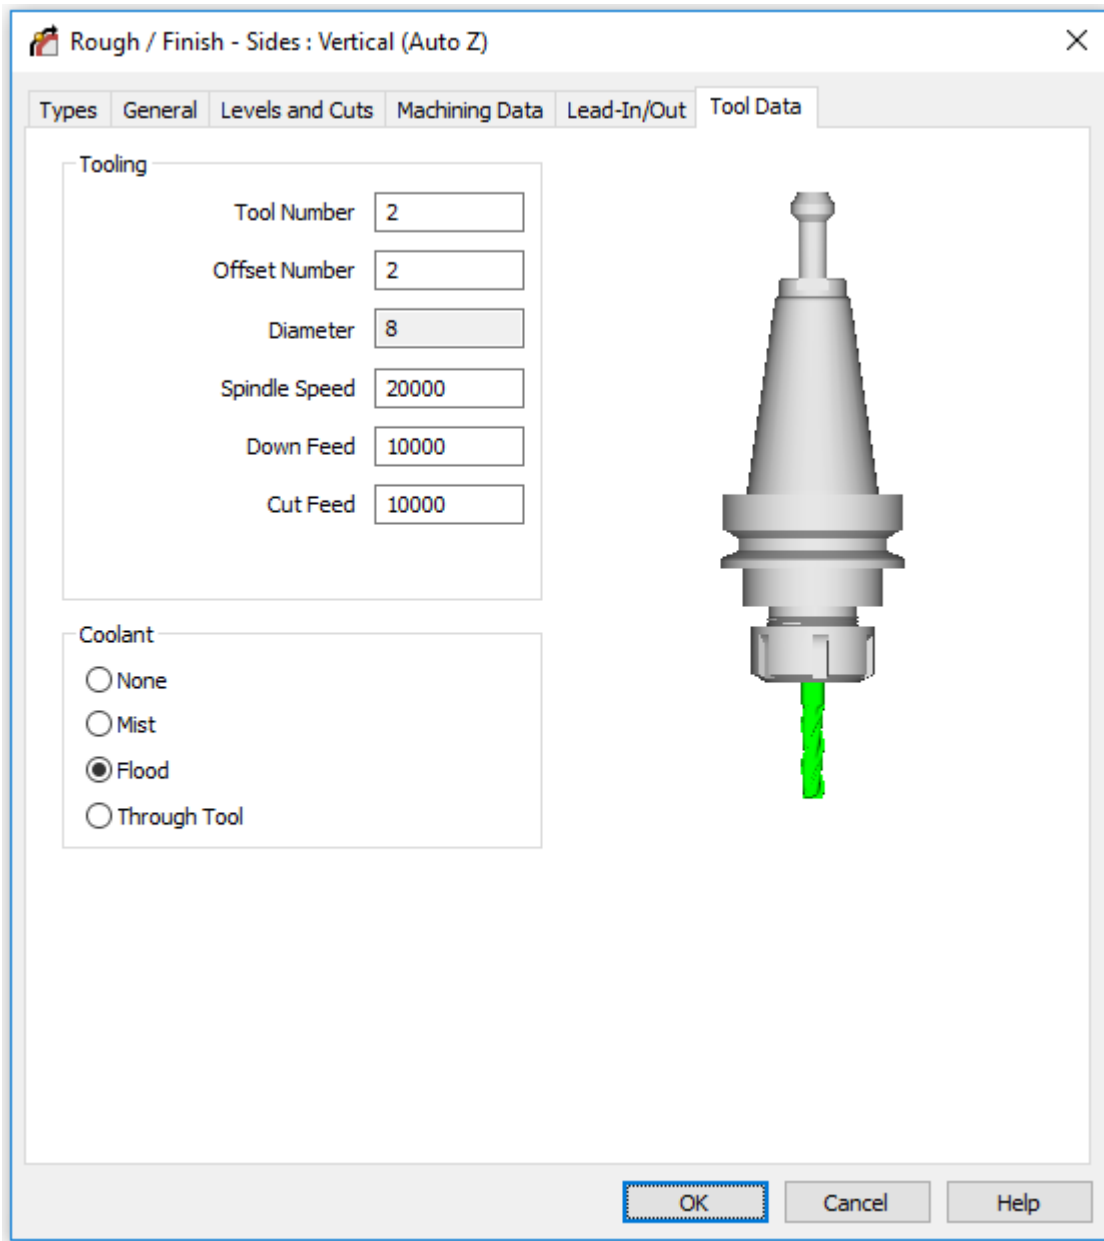 Rough / Finish - Sides : Vertical (Auto Z)
Types General Levels and Cuts Machining Data Lead-In/Out Tool Data
Tooling
Tool Number 2
Offset Number 2
Diameter 8
Spindle Speed 20000
Down Feed 10000
Cut Feed 10000
Coolant
None
Mist
Flood
Through Tool
OK Cancel Help